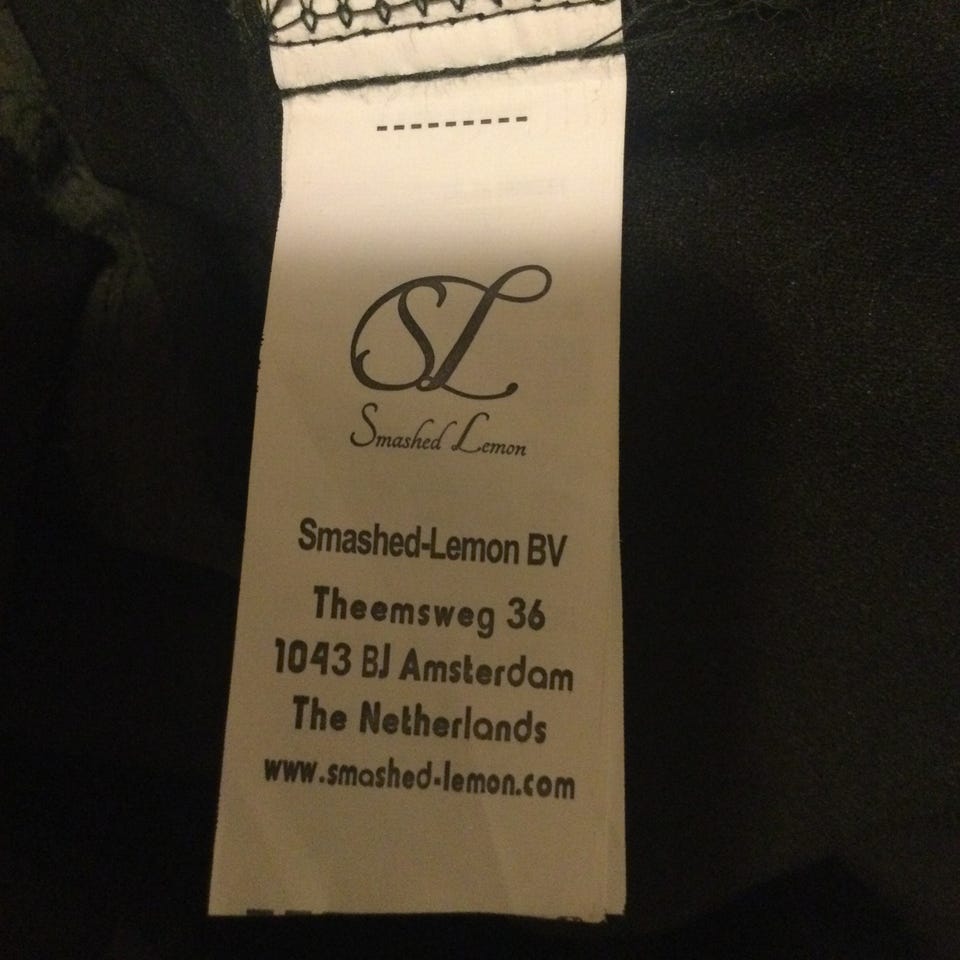 ---------
SL
Smashed Lemon
Smashed-Lemon BV
Theemsweg 36
1043 BJ Amsterdam
The Netherlands
www.smashed-lemon.com